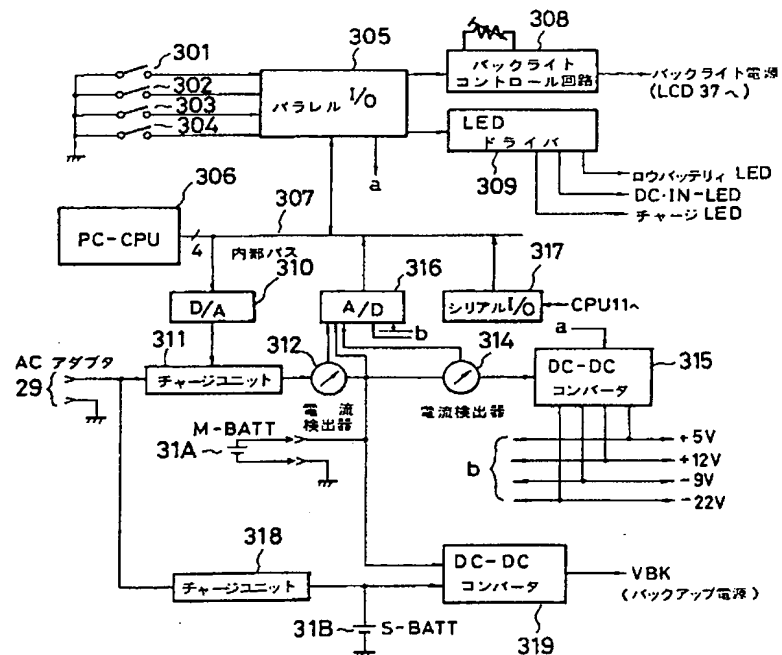 301
302
303
304
305
パラレル I/O
308
バックライト
コントロール回路
バックライト電源
(LCD 37へ)
LED
ドライバ
309
ロウバッテリィ LED
DC・IN-LED
チャージ LED
a
306
PC-CPU
4
307
内部バス
310
D/A
316
A/D
b
317
シリアル I/O
CPU11へ
AC アダプタ
29
311
チャージユニット
312
電流
検出器
314
電流検出器
a
DC-DC
コンバータ
315
M-BATT
31A
b
+5V
+12V
-9V
-22V
318
チャージユニット
31B
S-BATT
DC-DC
コンバータ
319
VBK
(バックアップ電源)